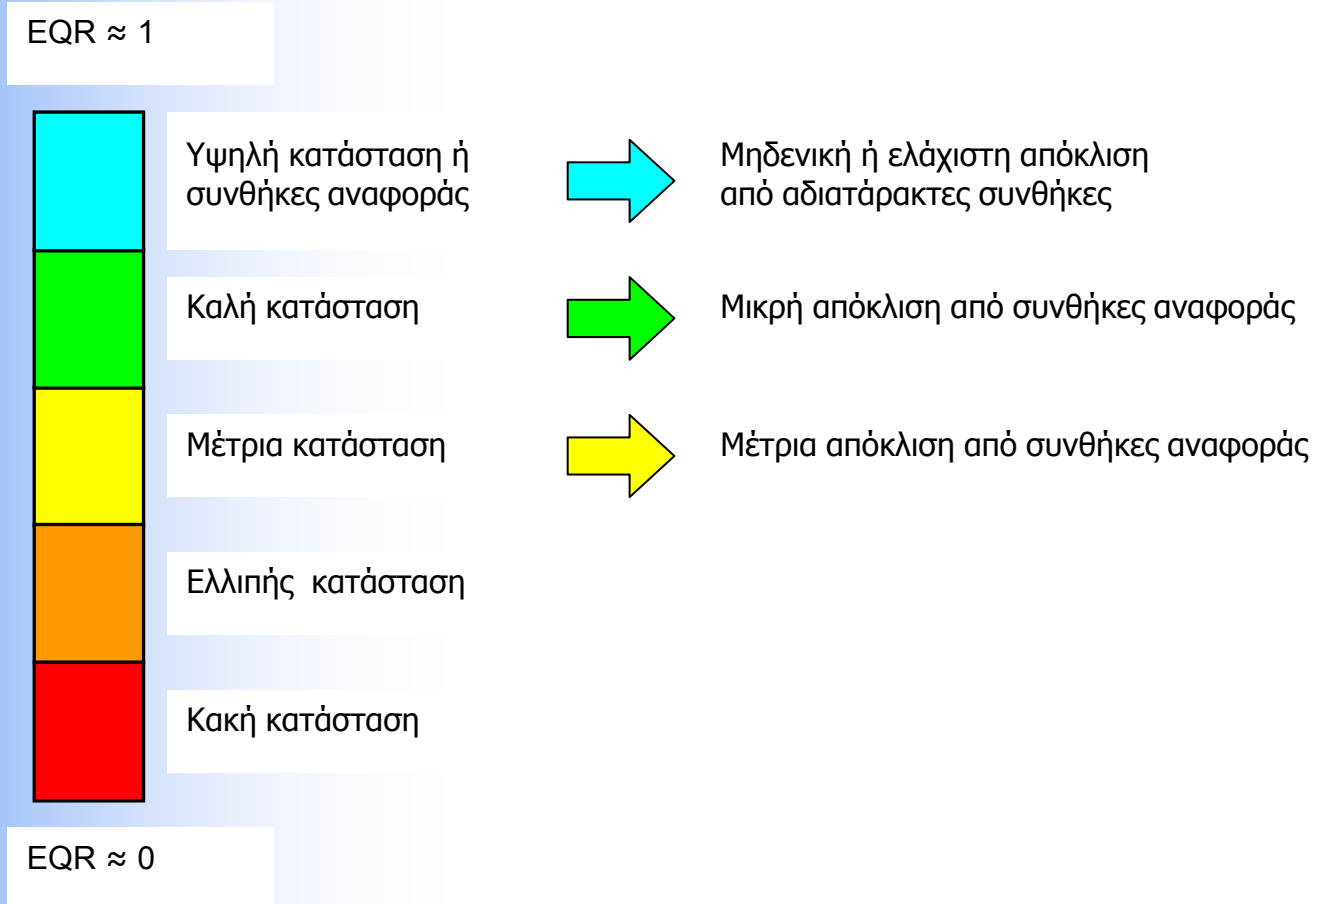 EQR ≈ 1
Υψηλή κατάσταση ή
συνθήκες αναφοράς
Μηδενική ή ελάχιστη απόκλιση
από αδιατάρακτες συνθήκες
Καλή κατάσταση
Μικρή απόκλιση από συνθήκες αναφοράς
Μέτρια κατάσταση
Μέτρια απόκλιση από συνθήκες αναφοράς
Ελλιπής  κατάσταση
Κακή κατάσταση
EQR ≈ 0